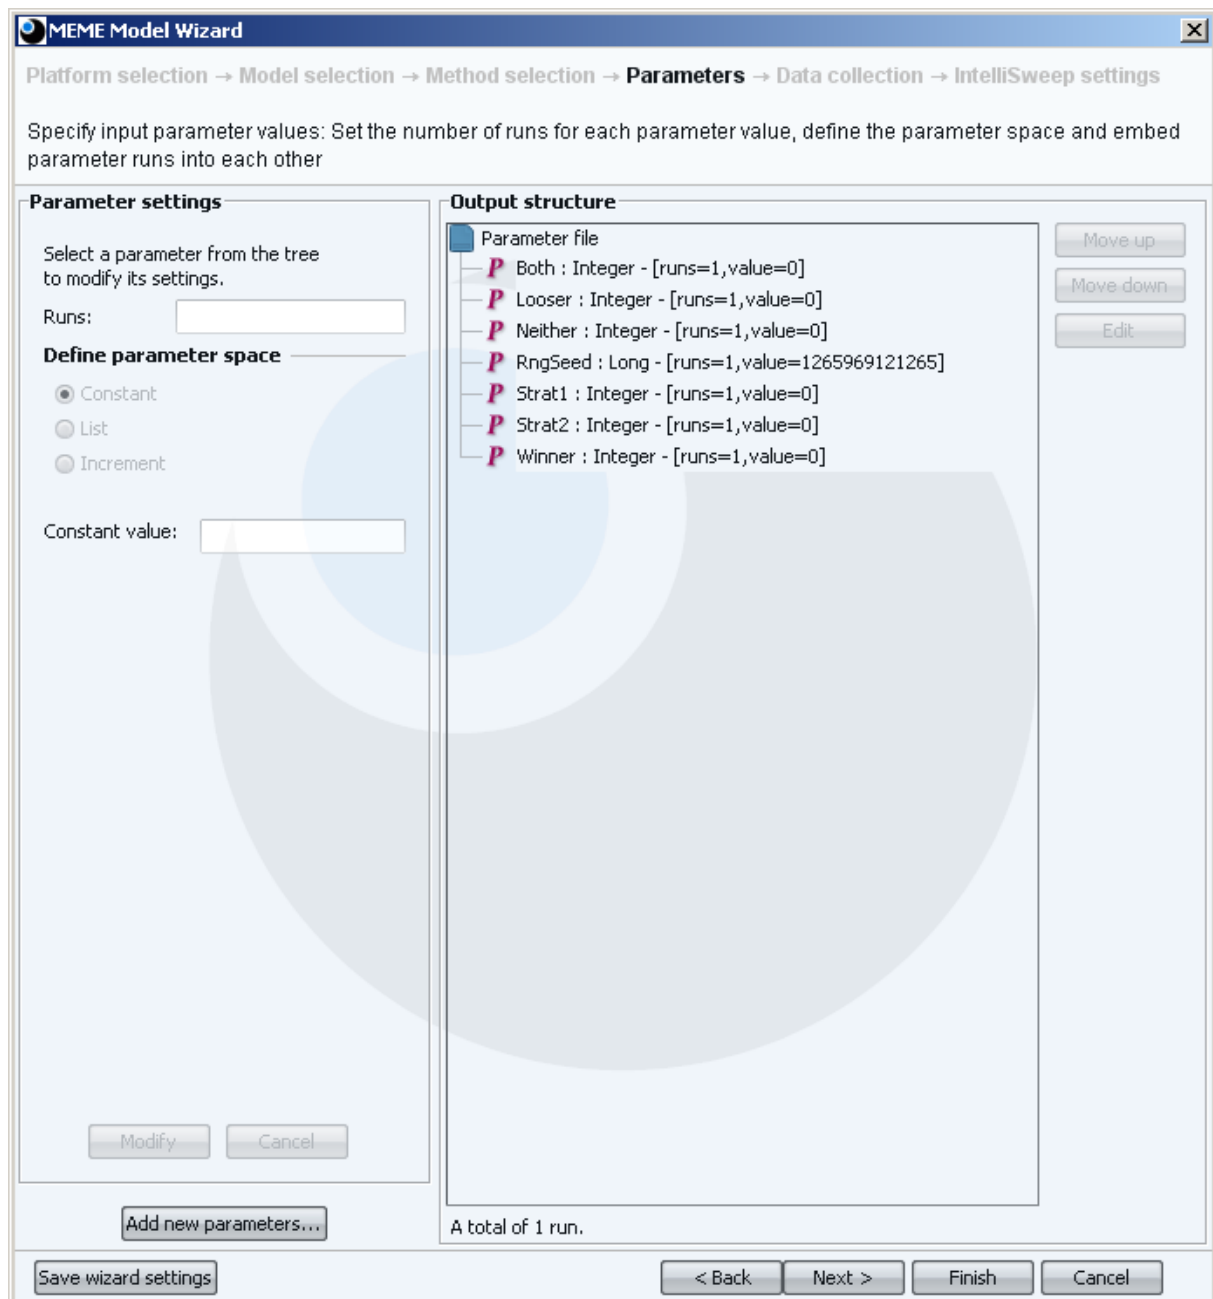 MEME Model Wizard
Platform selection → Model selection → Method selection → Parameters → Data collection → IntelliSweep settings
Specify input parameter values: Set the number of runs for each parameter value, define the parameter space and embed
parameter runs into each other
Parameter settings
Select a parameter from the tree
to modify its settings.
Runs:
Define parameter space
Constant
List
Increment
Constant value:
Modify
Cancel
Add new parameters...
Output structure
Parameter file
P Both : Integer - [runs=1,value=0]
P Looser : Integer - [runs=1,value=0]
P Neither : Integer - [runs=1,value=0]
P RngSeed : Long - [runs=1,value=1265969121265]
P Strat1 : Integer - [runs=1,value=0]
P Strat2 : Integer - [runs=1,value=0]
P Winner : Integer - [runs=1,value=0]
A total of 1 run.
Move up
Move down
Edit
Save wizard settings
< Back
Next >
Finish
Cancel